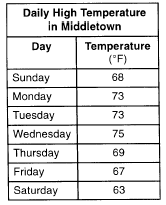 Daily High Temperature
in Middletown
Day Temperature
(°F)
Sunday 68
Monday 73
Tuesday 73
Wednesday 75
Thursday 69
Friday 67
Saturday 63